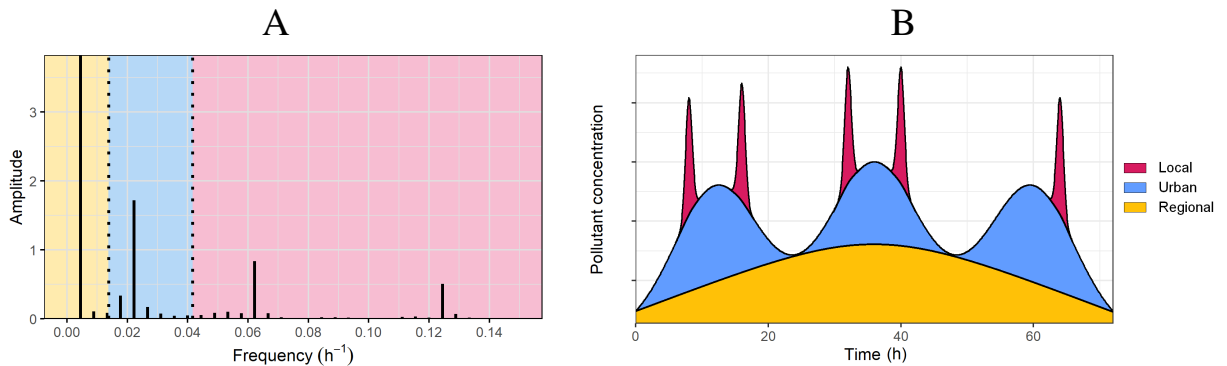 A
B
Amplitude
3
2
1
0
0.00 0.02 0.04 0.06 0.08 0.10 0.12 0.14
Frequency (h⁻¹)
Pollutant concentration
0 20 40 60
Time (h)
Local
Urban
Regional